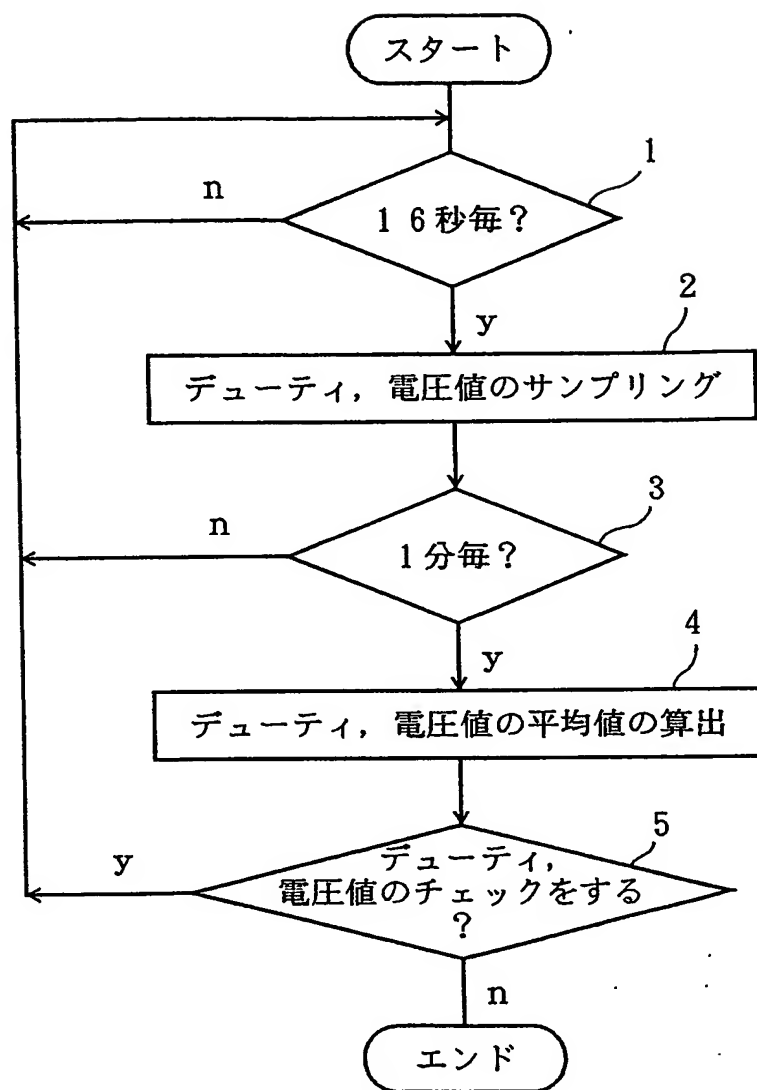 スタート
1
n
16秒毎?
y
2
デューティ，電圧値のサンプリング
3
n
1分毎?
y
4
デューティ，電圧値の平均値の算出
5
y
デューティ，
電圧値のチェックをする
?
n
エンド